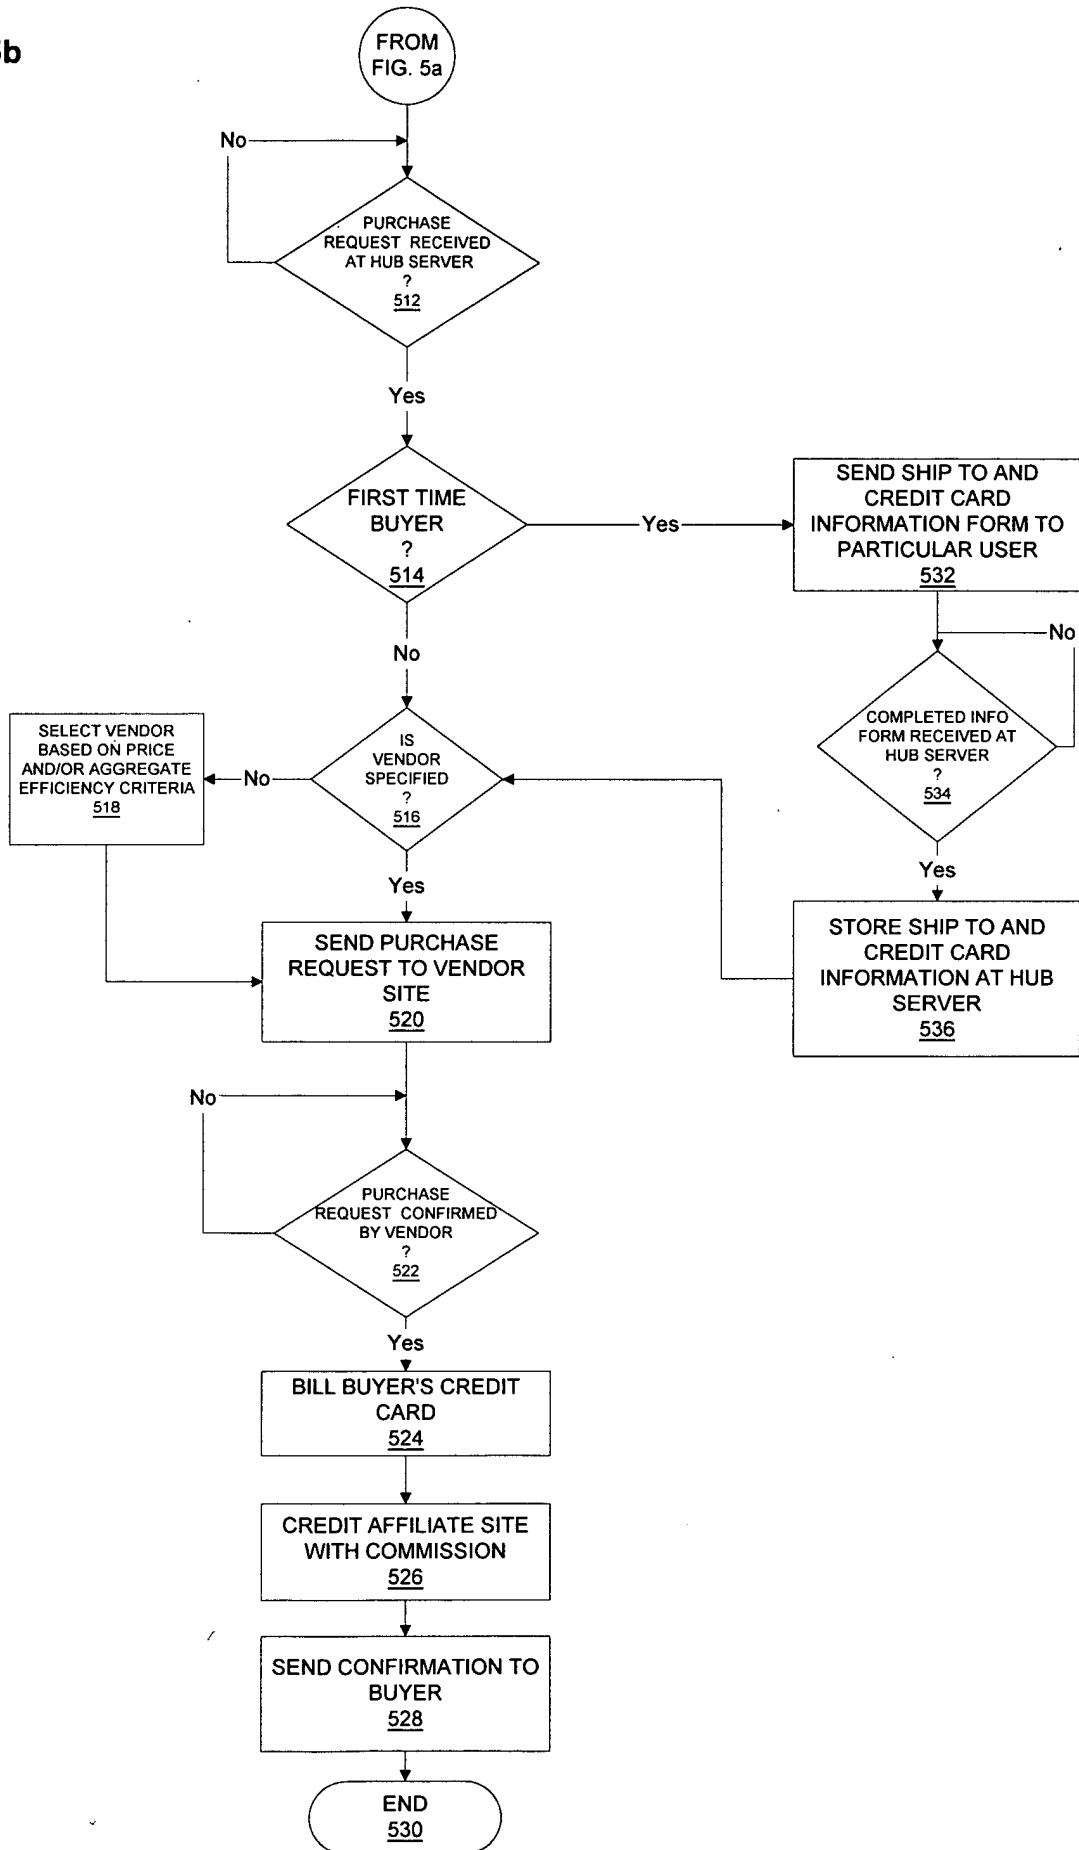 5b
FROM
FIG. 5a
No
PURCHASE
REQUEST RECEIVED
AT HUB SERVER
?
512
Yes
FIRST TIME
BUYER
?
514
Yes
SEND SHIP TO AND
CREDIT CARD
INFORMATION FORM TO
PARTICULAR USER
532
No
No
COMPLETED INFO
FORM RECEIVED AT
HUB SERVER
?
534
Yes
STORE SHIP TO AND
CREDIT CARD
INFORMATION AT HUB
SERVER
536
IS
VENDOR
SPECIFIED
?
516
No
SELECT VENDOR
BASED ON PRICE
AND/OR AGGREGATE
EFFICIENCY CRITERIA
518
Yes
SEND PURCHASE
REQUEST TO VENDOR
SITE
520
No
PURCHASE
REQUEST CONFIRMED
BY VENDOR
?
522
Yes
BILL BUYER'S CREDIT
CARD
524
CREDIT AFFILIATE SITE
WITH COMMISSION
526
SEND CONFIRMATION TO
BUYER
528
END
530